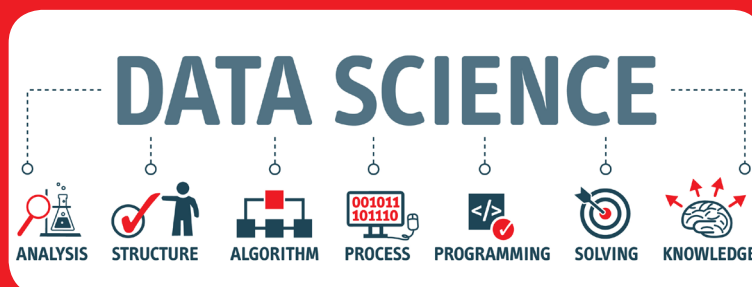 DATA SCIENCE
001011
101110
</>
ANALYSIS STRUCTURE ALGORITHM PROCESS PROGRAMMING SOLVING KNOWLEDGE